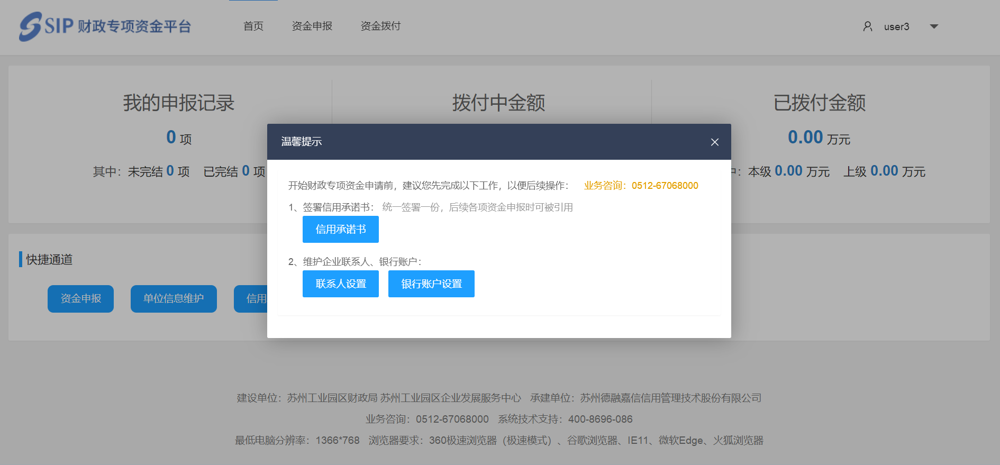 SIP 财政专项资金平台
首页 资金申报 资金拨付 user3
我的申报记录 拨付中金额 已拨付金额
0 项 0.00 万元
其中：未完结 0 项 已完结 0 项 中：本级 0.00 万元 上级 0.00 万元
温馨提示
开始财政专项资金申请前，建议您先完成以下工作，以便后续操作： 业务咨询：0512-67068000
1、签署信用承诺书： 统一签署一份，后续各项资金申报时可被引用
信用承诺书
2、维护企业联系人、银行账户：
联系人设置 银行账户设置
快捷通道
资金申报 单位信息维护 信用
建设单位：苏州工业园区财政局 苏州工业园区企业发展服务中心 承建单位：苏州德融嘉信信用管理技术股份有限公司
业务咨询：0512-67068000 系统技术支持：400-8696-086
最低电脑分辨率：1366*768 浏览器要求：360极速浏览器（极速模式）、谷歌浏览器、IE11、微软Edge、火狐浏览器